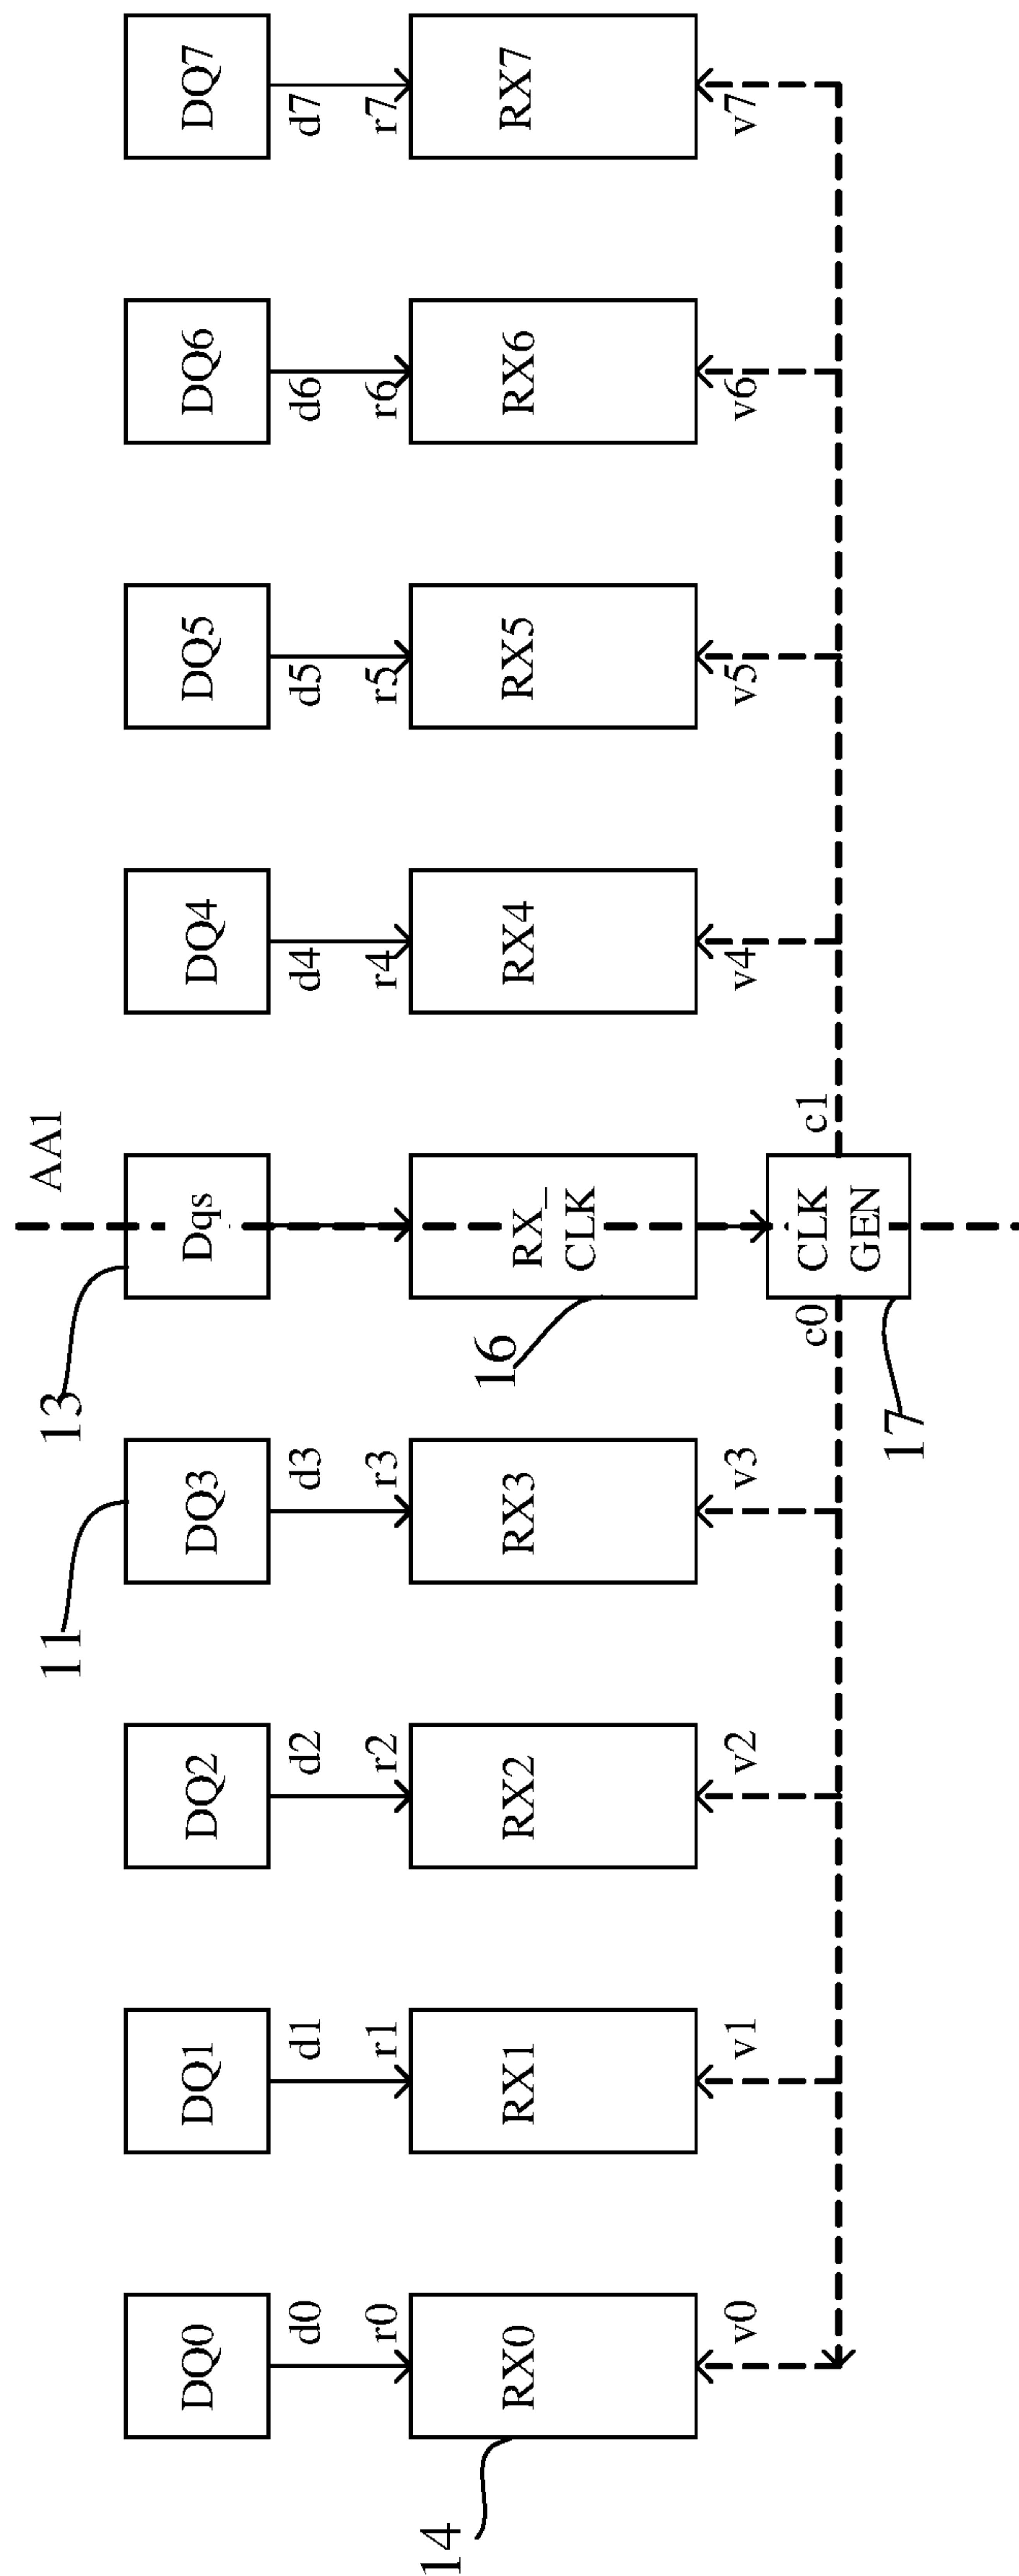 AA1
11
13
DQ0
DQ1
DQ2
DQ3
Dqs
DQ4
DQ5
DQ6
DQ7
d0
d1
d2
d3
d4
d5
d6
d7
r0
r1
r2
r3
r4
r5
r6
r7
14
RX0
RX1
RX2
RX3
16
RX_
CLK
RX4
RX5
RX6
RX7
v0
v1
v2
v3
v4
v5
v6
v7
c0
CLK
GEN
c1
17